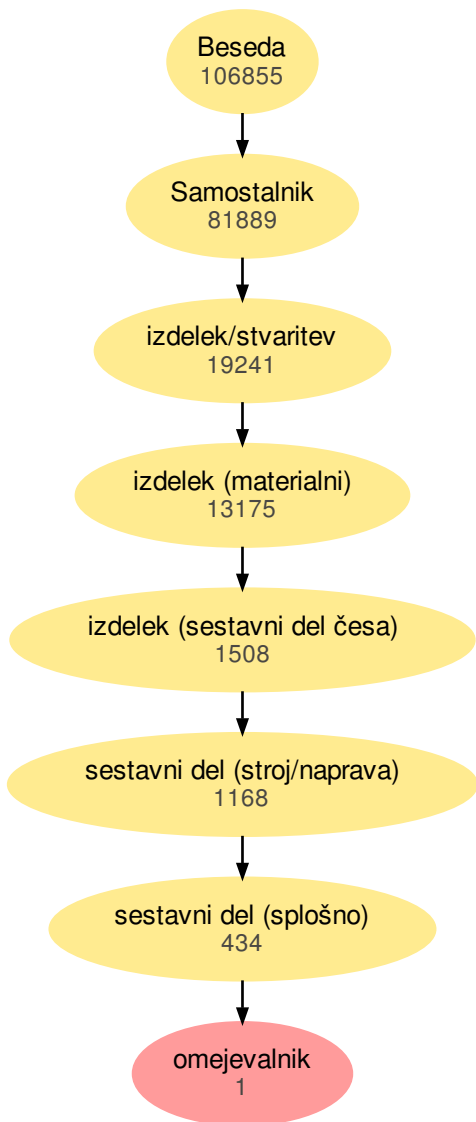 Beseda
106855
Samostalnik
81889
izdelek/stvaritev
19241
izdelek (materialni)
13175
izdelek (sestavni del česa)
1508
sestavni del (stroj/naprava)
1168
sestavni del (splošno)
434
omejevalnik
1